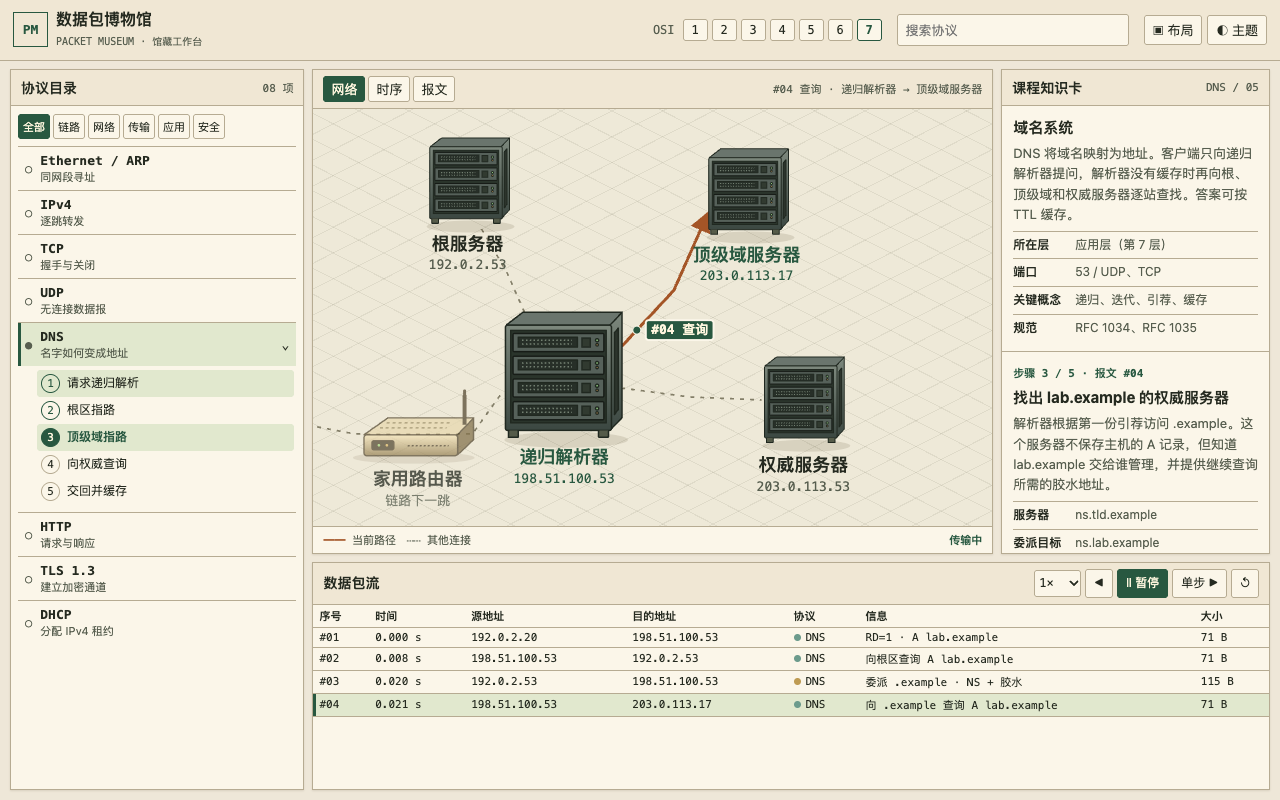 PM
数据包博物馆
PACKET MUSEUM · 馆藏工作台
OSI 1 2 3 4 5 6 7
搜索协议
▣ 布局
◐ 主题
协议目录
08 项
全部 链路 网络 传输 应用 安全
Ethernet / ARP
同网段寻址
IPv4
逐跳转发
TCP
握手与关闭
UDP
无连接数据报
DNS
名字如何变成地址
1 请求递归解析
2 根区指路
3 顶级域指路
4 向权威查询
5 交回并缓存
HTTP
请求与响应
TLS 1.3
建立加密通道
DHCP
分配 IPv4 租约
网络 时序 报文
#04 查询 · 递归解析器 → 顶级域服务器
根服务器
192.0.2.53
顶级域服务器
203.0.113.17
#04 查询
递归解析器
198.51.100.53
家用路由器
链路下一跳
权威服务器
203.0.113.53
当前路径 其他连接
传输中
课程知识卡
DNS / 05
域名系统
DNS 将域名映射为地址。客户端只向递归
解析器提问，解析器没有缓存时再向根、
顶级域和权威服务器逐站查找。答案可按
TTL 缓存。
所在层 应用层（第 7 层）
端口 53 / UDP、TCP
关键概念 递归、迭代、引荐、缓存
规范 RFC 1034、RFC 1035
步骤 3 / 5 · 报文 #04
找出 lab.example 的权威服务器
解析器根据第一份引荐访问 .example。这
个服务器不保存主机的 A 记录，但知道
lab.example 交给谁管理，并提供继续查询
所需的胶水地址。
服务器 ns.tld.example
委派目标 ns.lab.example
数据包流
1×
◀
Ⅱ 暂停
单步 ▶
↺
序号 时间 源地址 目的地址 协议 信息 大小
#01 0.000 s 192.0.2.20 198.51.100.53 DNS RD=1 · A lab.example 71 B
#02 0.008 s 198.51.100.53 192.0.2.53 DNS 向根区查询 A lab.example 71 B
#03 0.020 s 192.0.2.53 198.51.100.53 DNS 委派 .example · NS + 胶水 115 B
#04 0.021 s 198.51.100.53 203.0.113.17 DNS 向 .example 查询 A lab.example 71 B